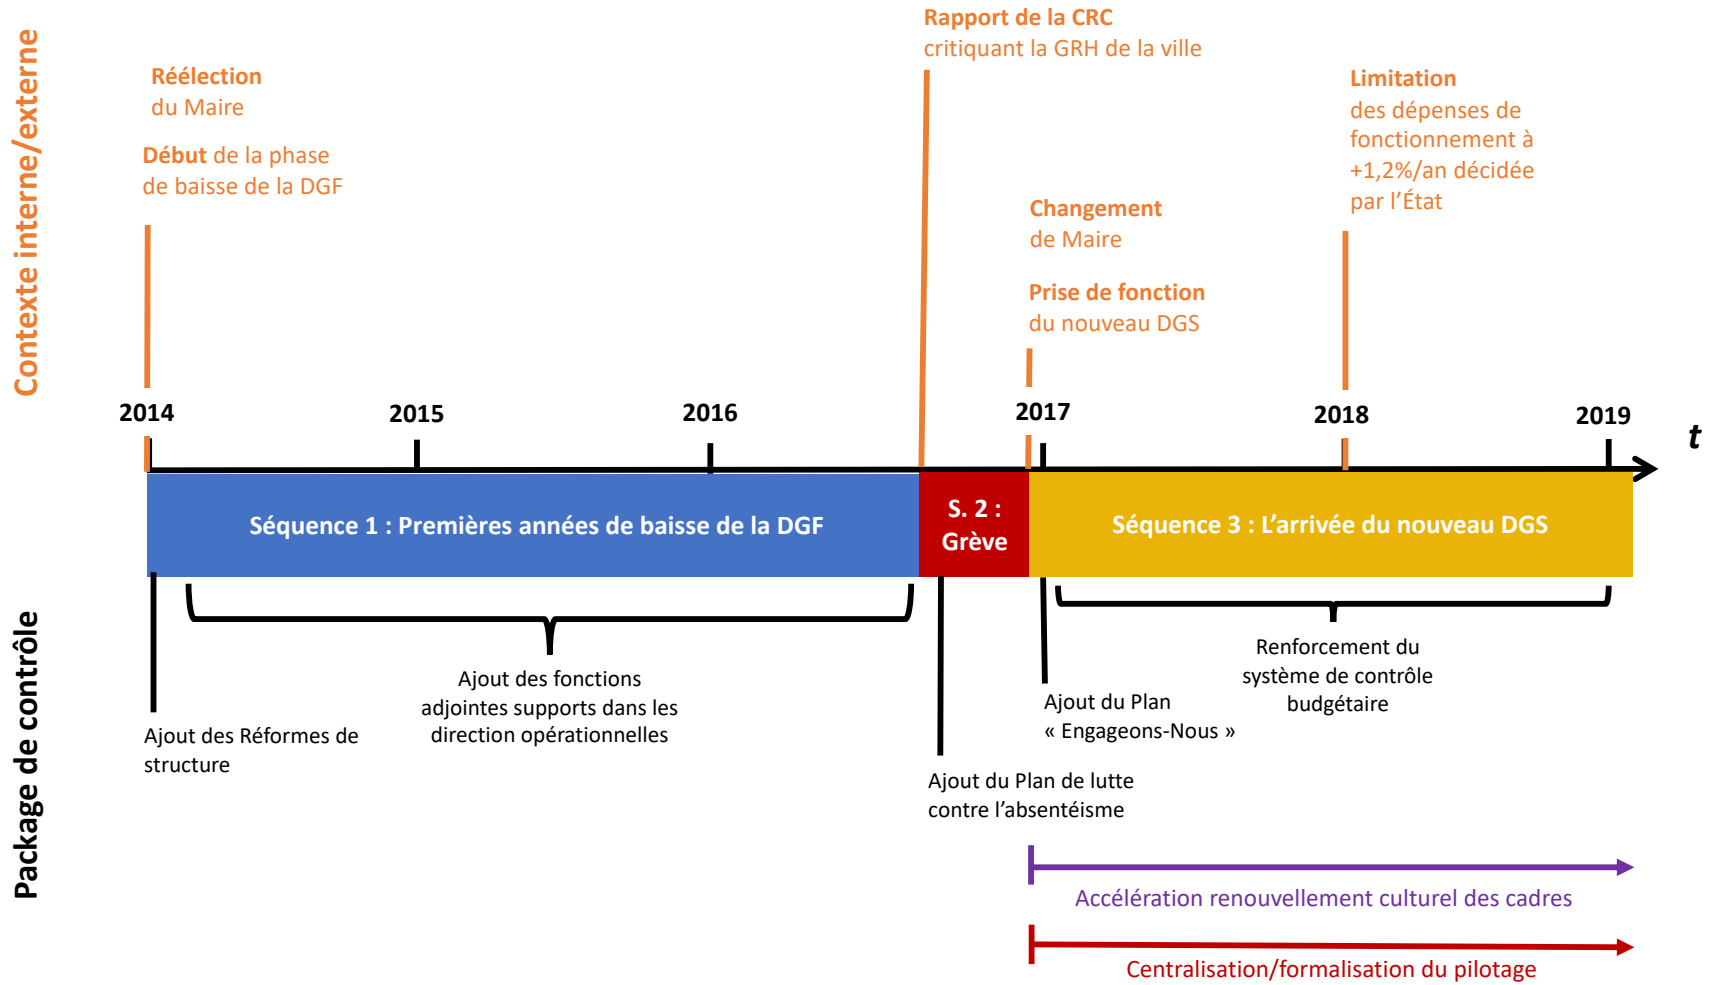 Contexte interne/externe
Réélection
du Maire
Début de la phase
de baisse de la DGF
Rapport de la CRC
critiquant la GRH de la ville
Changement
de Maire
Prise de fonction
du nouveau DGS
Limitation
des dépenses de
fonctionnement à
+1,2%/an décidée
par l’État
2014
2015
2016
2017
2018
2019
t
Séquence 1 : Premières années de baisse de la DGF
S. 2 :
Grève
Séquence 3 : L’arrivée du nouveau DGS
Package de contrôle
Ajout des Réformes de
structure
Ajout des fonctions
adjointes supports dans les
direction opérationnelles
Ajout du Plan de lutte
contre l’absentéisme
Ajout du Plan
« Engageons-Nous »
Renforcement du
système de contrôle
budgétaire
Accélération renouvellement culturel des cadres
Centralisation/formalisation du pilotage